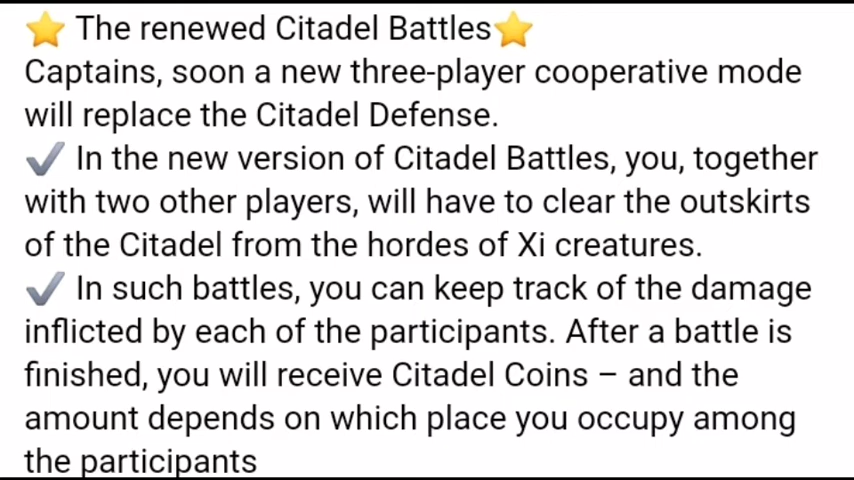 ⭐ The renewed Citadel Battles⭐
Captains, soon a new three-player cooperative mode
will replace the Citadel Defense.
✔ In the new version of Citadel Battles, you, together
with two other players, will have to clear the outskirts
of the Citadel from the hordes of Xi creatures.
✔ In such battles, you can keep track of the damage
inflicted by each of the participants. After a battle is
finished, you will receive Citadel Coins – and the
amount depends on which place you occupy among
the participants